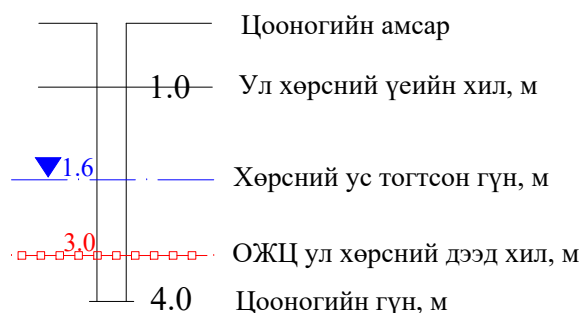 Цооногийн амсар
1.0 Ул хөрсний үеийн хил, м
1.6 Хөрсний ус тогтсон гүн, м
3.0 ОЖЦ ул хөрсний дээд хил, м
4.0 Цооногийн гүн, м